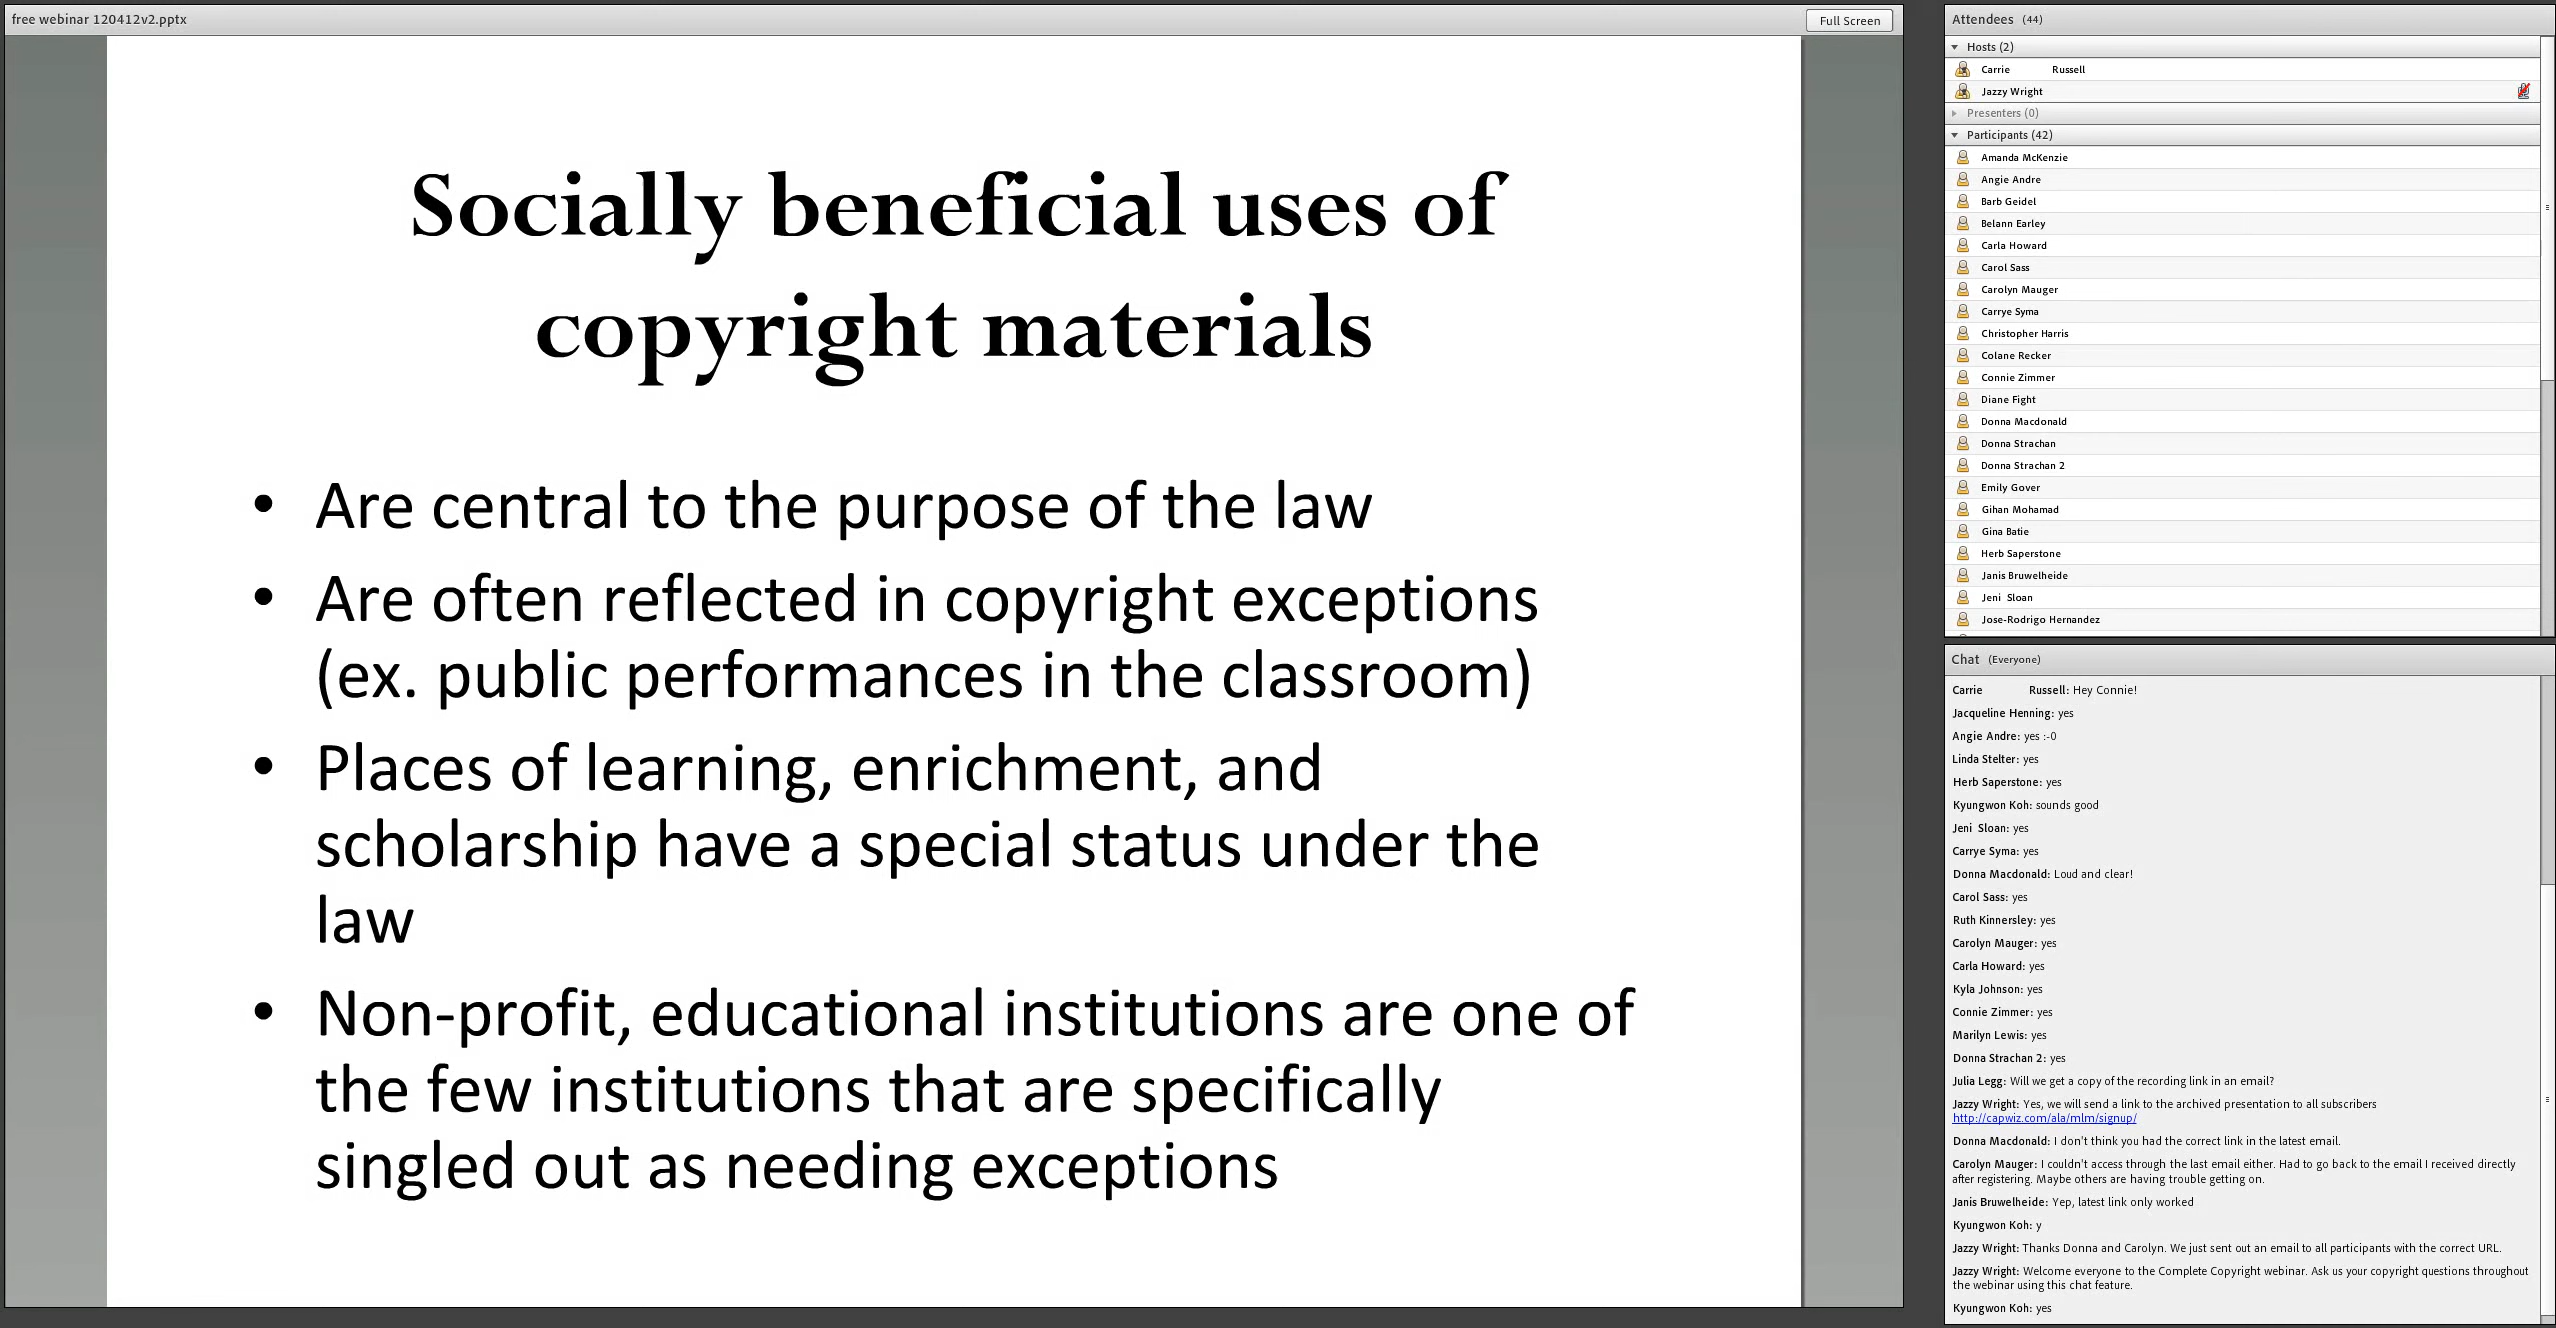 free webinar 120412v2.pptx
Full Screen
Socially beneficial uses of
copyright materials
• Are central to the purpose of the law
• Are often reflected in copyright exceptions
(ex. public performances in the classroom)
• Places of learning, enrichment, and
scholarship have a special status under the
law
• Non-profit, educational institutions are one of
the few institutions that are specifically
singled out as needing exceptions
Attendees (44)
Hosts (2)
Carrie Russell
Jazzy Wright
Presenters (0)
Participants (42)
Amanda McKenzie
Angie Andre
Barb Geidel
Belann Earley
Carla Howard
Carol Sass
Carolyn Mauger
Carrye Syma
Christopher Harris
Colane Recker
Connie Zimmer
Diane Fight
Donna Macdonald
Donna Strachan
Donna Strachan 2
Emily Gover
Gihan Mohamad
Gina Batie
Herb Saperstone
Janis Bruwelheide
Jeni Sloan
Jose-Rodrigo Hernandez
Chat (Everyone)
Carrie Russell: Hey Connie!
Jacqueline Henning: yes
Angie Andre: yes :-0
Linda Stelter: yes
Herb Saperstone: yes
Kyungwon Koh: sounds good
Jeni Sloan: yes
Carrye Syma: yes
Donna Macdonald: Loud and clear!
Carol Sass: yes
Ruth Kinnersley: yes
Carolyn Mauger: yes
Carla Howard: yes
Kyla Johnson: yes
Connie Zimmer: yes
Marilyn Lewis: yes
Donna Strachan 2: yes
Julia Legg: Will we get a copy of the recording link in an email?
Jazzy Wright: Yes, we will send a link to the archived presentation to all subscribers
http://capwiz.com/ala/mlm/signup/
Donna Macdonald: I don't think you had the correct link in the latest email.
Carolyn Mauger: I couldn't access through the last email either. Had to go back to the email I received directly
after registering. Maybe others are having trouble getting on.
Janis Bruwelheide: Yep, latest link only worked
Kyungwon Koh: y
Jazzy Wright: Thanks Donna and Carolyn. We just sent out an email to all participants with the correct URL.
Jazzy Wright: Welcome everyone to the Complete Copyright webinar. Ask us your copyright questions throughout
the webinar using this chat feature.
Kyungwon Koh: yes